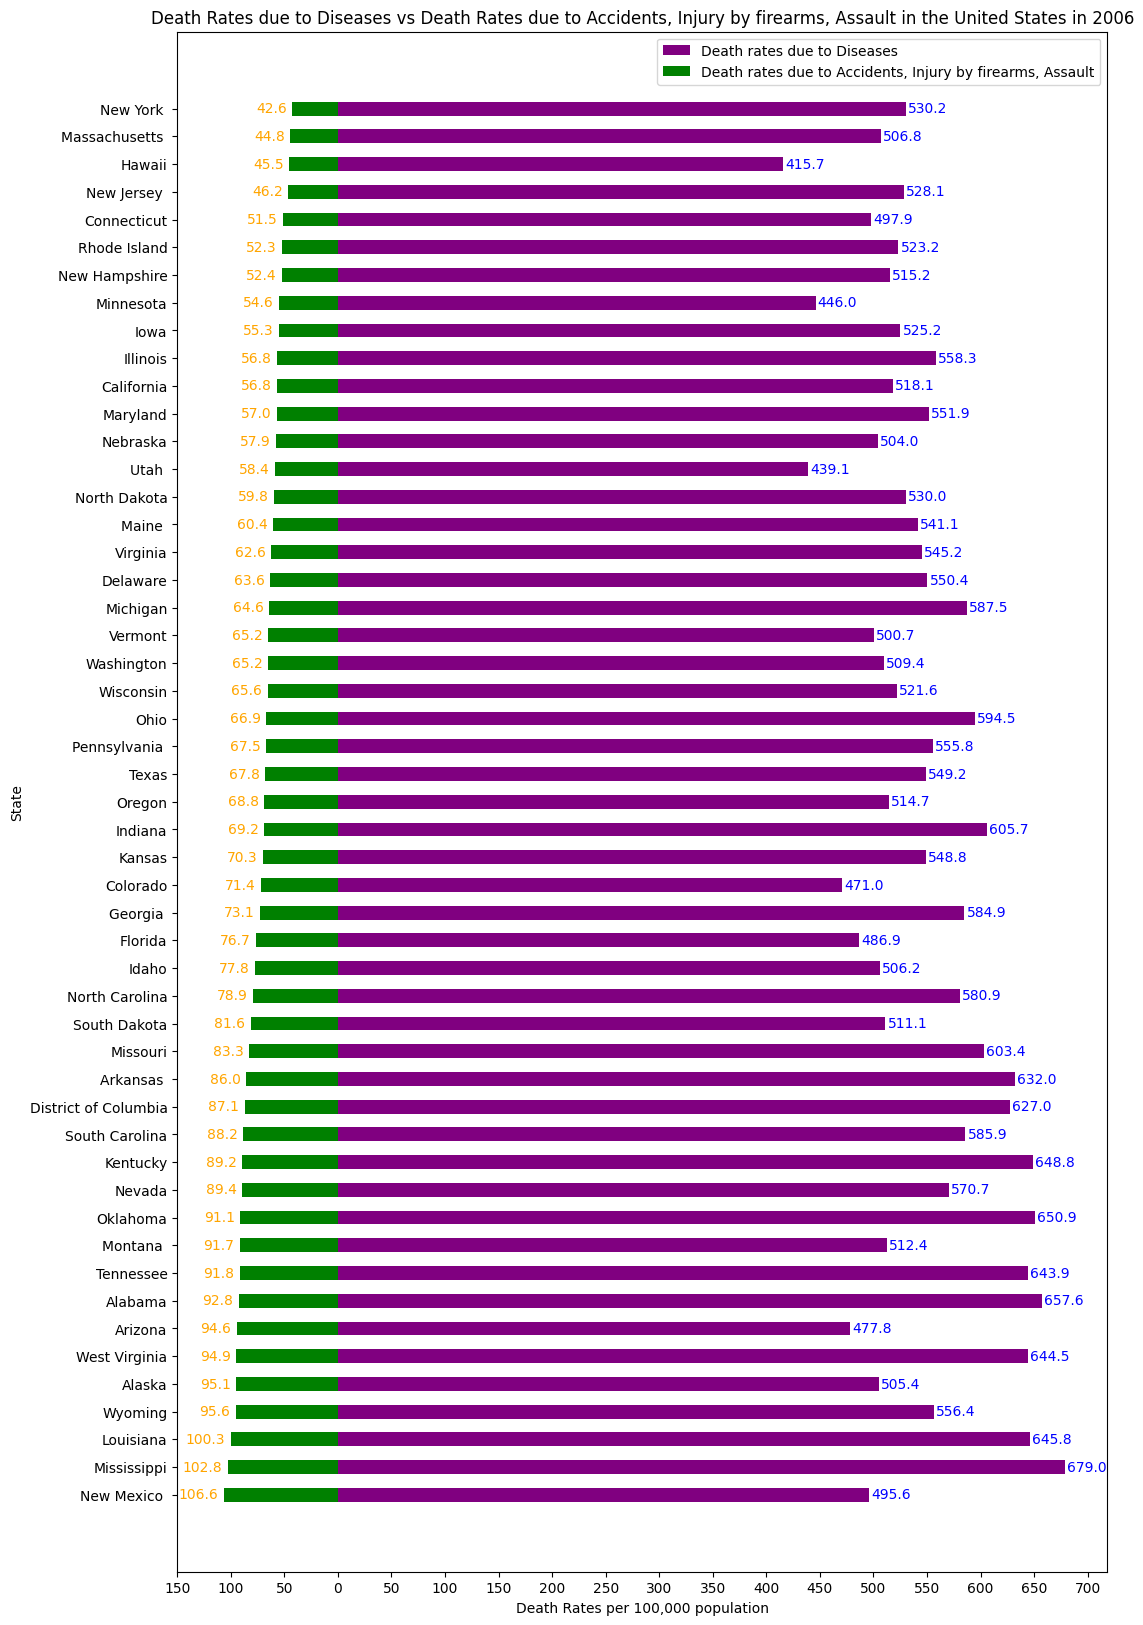 Death Rates due to Diseases vs Death Rates due to Accidents, Injury by firearms, Assault in the United States in 2006
Death rates due to Diseases
Death rates due to Accidents, Injury by firearms, Assault
New York 42.6 530.2
Massachusetts 44.8 506.8
Hawaii 45.5 415.7
New Jersey 46.2 528.1
Connecticut 51.5 497.9
Rhode Island 52.3 523.2
New Hampshire 52.4 515.2
Minnesota 54.6 446.0
Iowa 55.3 525.2
Illinois 56.8 558.3
California 56.8 518.1
Maryland 57.0 551.9
Nebraska 57.9 504.0
Utah 58.4 439.1
North Dakota 59.8 530.0
Maine 60.4 541.1
Virginia 62.6 545.2
Delaware 63.6 550.4
Michigan 64.6 587.5
Vermont 65.2 500.7
Washington 65.2 509.4
Wisconsin 65.6 521.6
Ohio 66.9 594.5
Pennsylvania 67.5 555.8
Texas 67.8 549.2
Oregon 68.8 514.7
Indiana 69.2 605.7
Kansas 70.3 548.8
Colorado 71.4 471.0
Georgia 73.1 584.9
Florida 76.7 486.9
Idaho 77.8 506.2
North Carolina 78.9 580.9
South Dakota 81.6 511.1
Missouri 83.3 603.4
Arkansas 86.0 632.0
District of Columbia 87.1 627.0
South Carolina 88.2 585.9
Kentucky 89.2 648.8
Nevada 89.4 570.7
Oklahoma 91.1 650.9
Montana 91.7 512.4
Tennessee 91.8 643.9
Alabama 92.8 657.6
Arizona 94.6 477.8
West Virginia 94.9 644.5
Alaska 95.1 505.4
Wyoming 95.6 556.4
Louisiana 100.3 645.8
Mississippi 102.8 679.0
New Mexico 106.6 495.6
State
150 100 50 0 50 100 150 200 250 300 350 400 450 500 550 600 650 700
Death Rates per 100,000 population